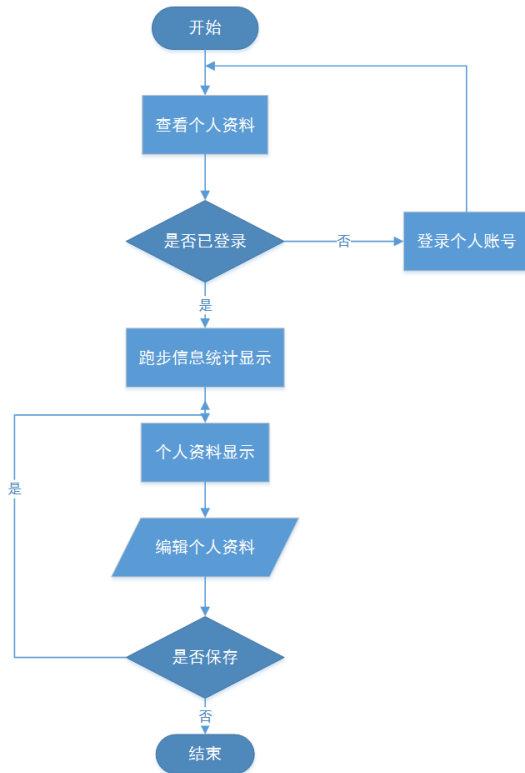 开始
查看个人资料
是否已登录
否
登录个人账号
是
跑步信息统计显示
个人资料显示
是
编辑个人资料
是否保存
否
结束